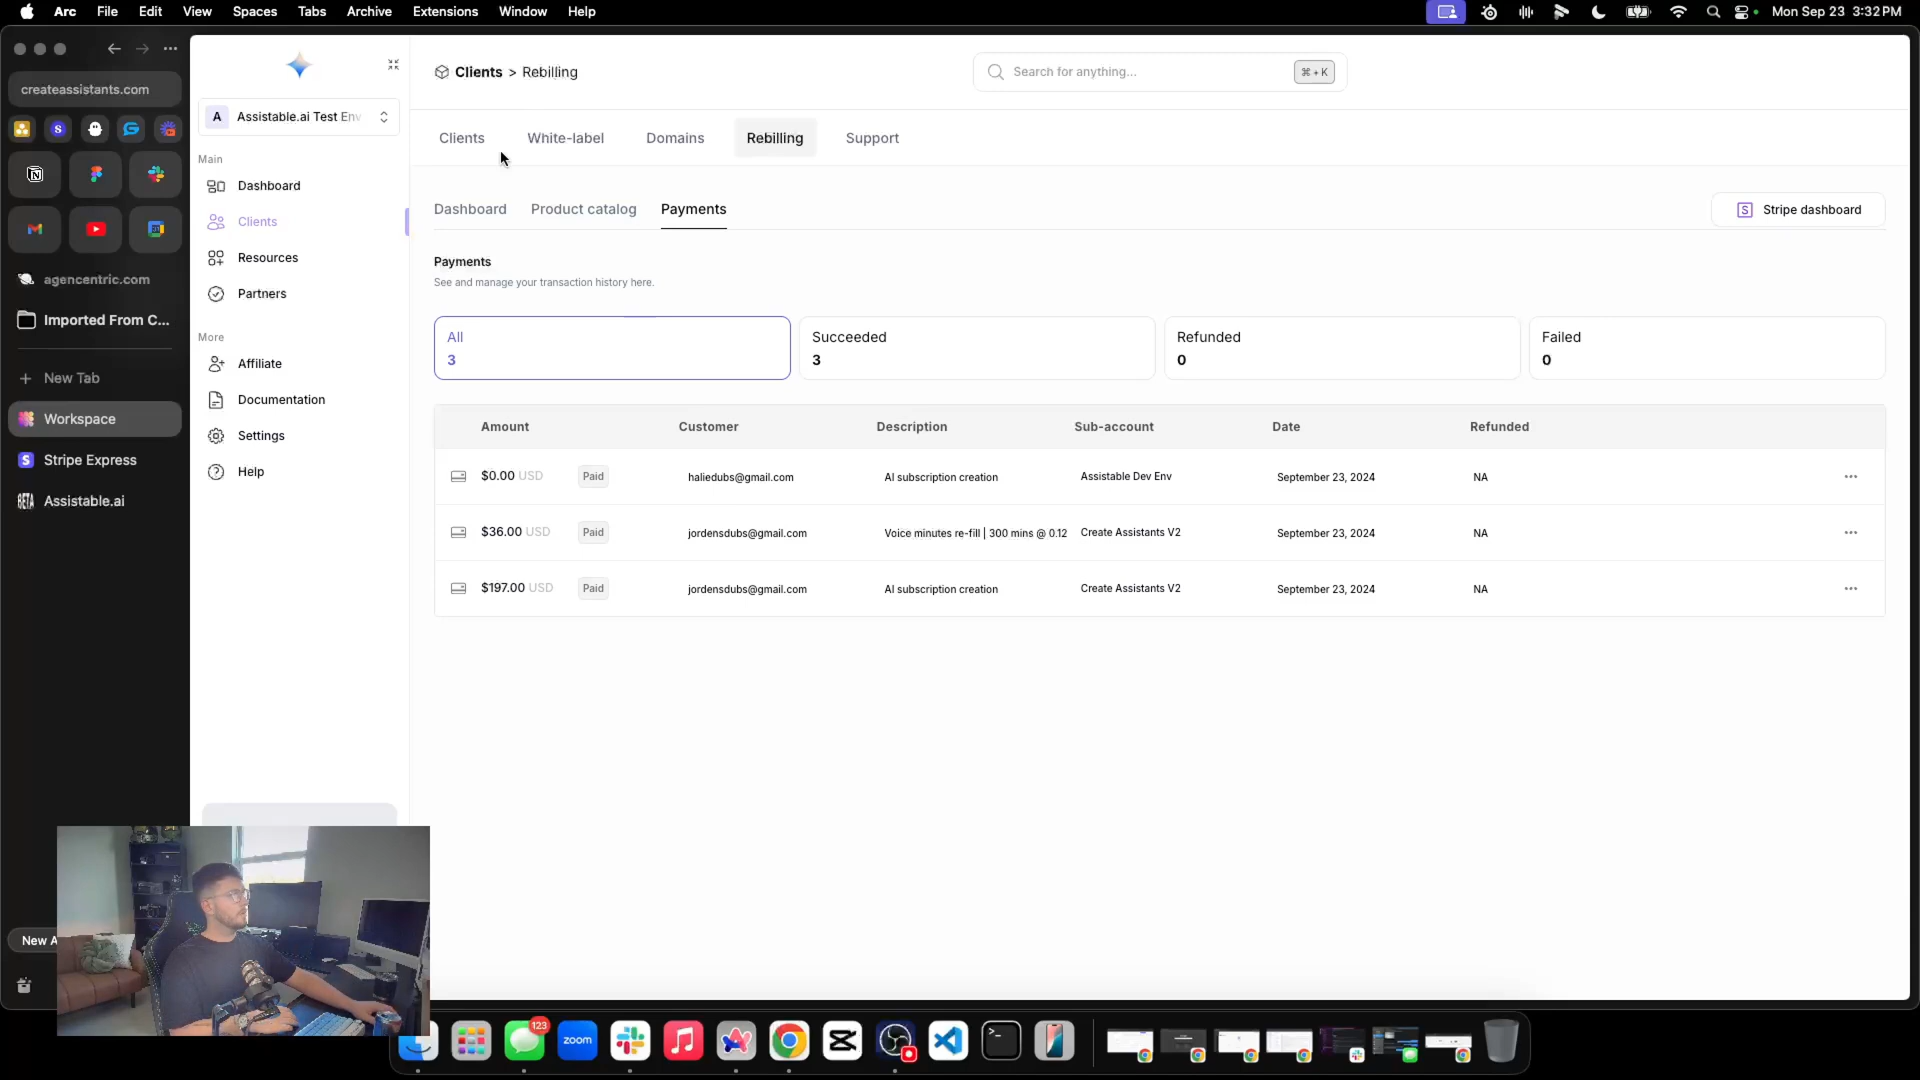 Arc File Edit View Spaces Tabs Archive Extensions Window Help
Mon Sep 23 3:32 PM
createassistants.com
agencentric.com
Imported From C...
New Tab
Workspace
Stripe Express
BETA Assistable.ai
New A
A Assistable.ai Test Env
Main
Dashboard
Clients
Resources
Partners
More
Affiliate
Documentation
Settings
Help
Clients > Rebilling
Search for anything... ⌘ + K
Clients White-label Domains Rebilling Support
Dashboard Product catalog Payments
S Stripe dashboard
Payments
See and manage your transaction history here.
All
3
Succeeded
3
Refunded
0
Failed
0
Amount Customer Description Sub-account Date Refunded
$0.00 USD Paid haliedubs@gmail.com AI subscription creation Assistable Dev Env September 23, 2024 NA
$36.00 USD Paid jordensdubs@gmail.com Voice minutes re-fill | 300 mins @ 0.12 Create Assistants V2 September 23, 2024 NA
$197.00 USD Paid jordensdubs@gmail.com AI subscription creation Create Assistants V2 September 23, 2024 NA
123
zoom